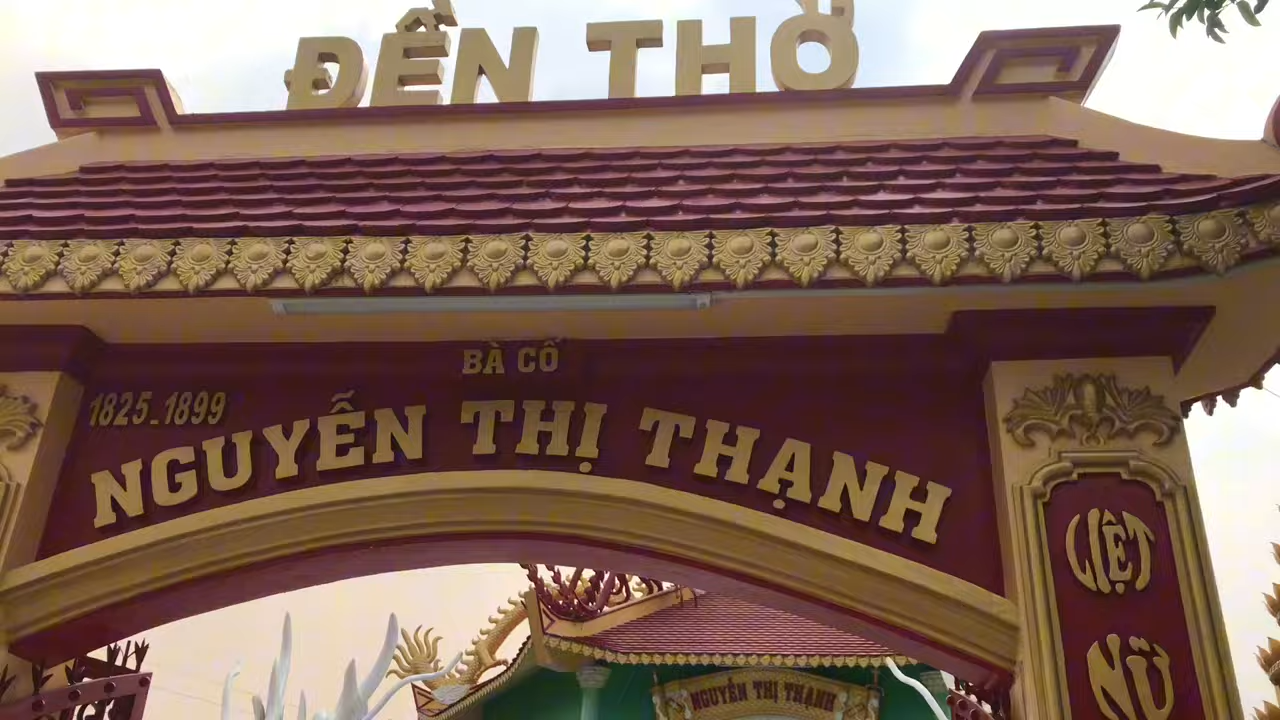 ĐỀN THỜ
BÀ CỐ
1825-1899
NGUYỄN THỊ THẠNH
LIỆT
NỮ
NGUYỄN THỊ THẠNH